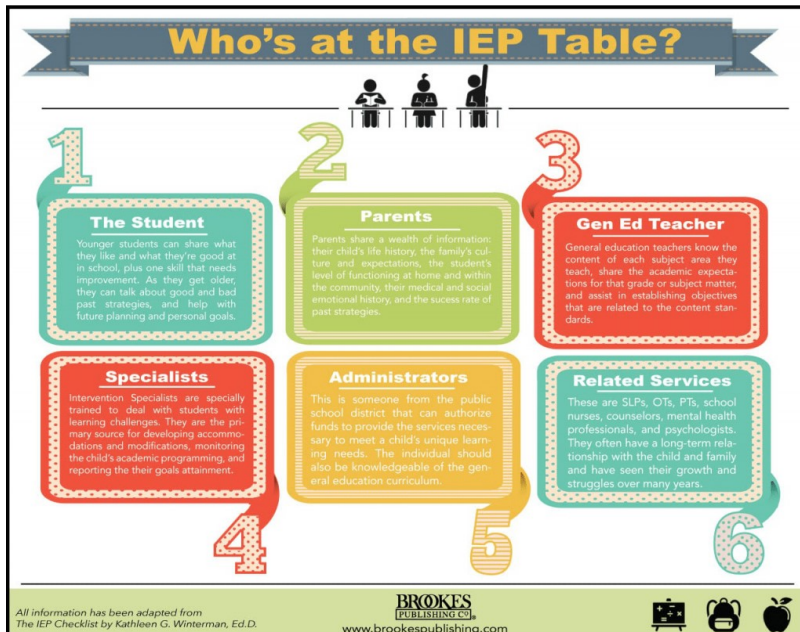 Who's at the IEP Table?
1
The Student
Younger students can share what
they like and what they're good at
in school, plus one skill that needs
improvement. As they get older,
they can talk about good and bad
past strategies, and help with
future planning and personal goals.
2
Parents
Parents share a wealth of information:
their child's life history, the family's cul-
ture and expectations, the student's
level of functioning at home and within
the community, their medical and social
emotional history, and the sucess rate of
past strategies.
3
Gen Ed Teacher
General education teachers know the
content of each subject area they
teach, share the academic expecta-
tions for that grade or subject matter,
and assist in establishing objectives
that are related to the content stan-
dards.
Specialists
Intervention Specialists are specially
trained to deal with students with
learning challenges. They are the pri-
mary source for developing accommo-
dations and modifications, monitoring
the child's academic programming, and
reporting the their goals attainment.
4
Administrators
This is someone from the public
school district that can authorize
funds to provide the services neces-
sary to meet a child's unique learn-
ing needs. The individual should
also be knowledgeable of the gen-
eral education curriculum.
5
Related Services
These are SLPs, OTs, PTs, school
nurses, counselors, mental health
professionals, and psychologists.
They often have a long-term rela-
tionship with the child and family
and have seen their growth and
struggles over many years.
6
All information has been adapted from
The IEP Checklist by Kathleen G. Winterman, Ed.D.
BROOKES
PUBLISHING CO.
www.brookespublishing.com